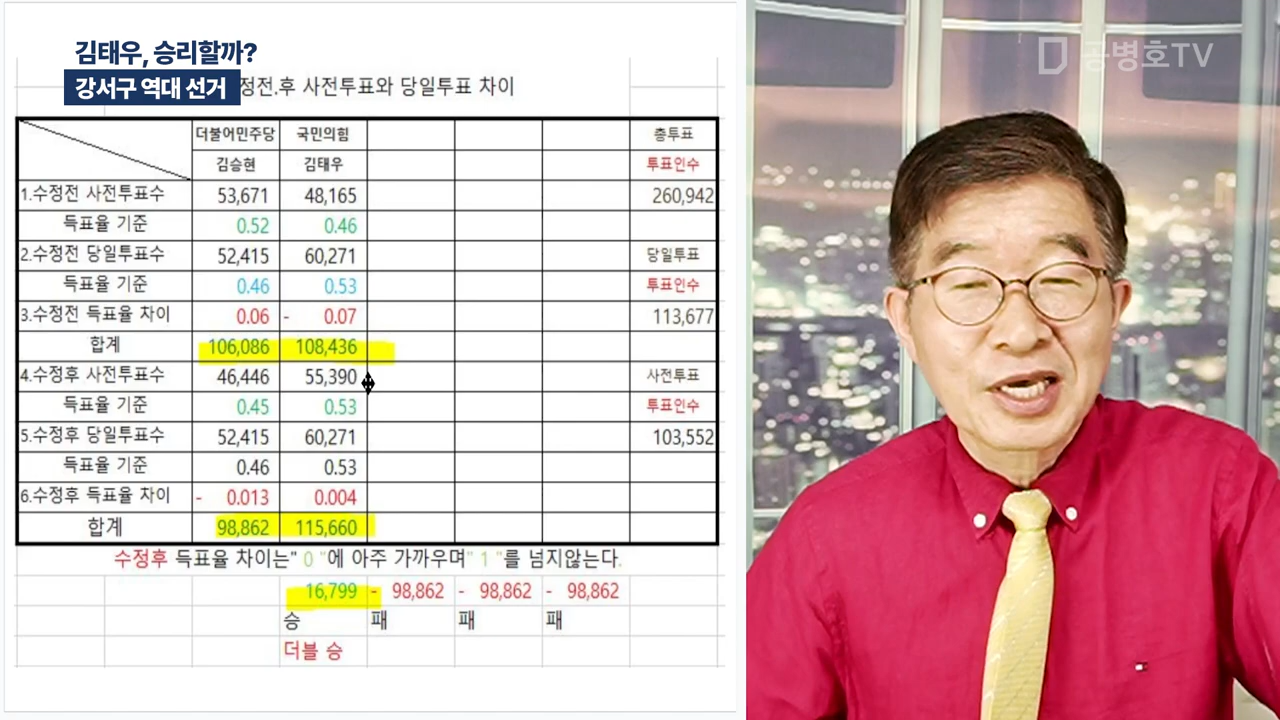 김태우, 승리할까?
강서구 역대 선거
공병호TV
정전.후 사전투표와 당일투표 차이
더불어민주당 국민의힘 총투표
김승현 김태우 투표인수
1.수정전 사전투표수 53,671 48,165 260,942
득표율 기준 0.52 0.46
2.수정전 당일투표수 52,415 60,271 당일투표
득표율 기준 0.46 0.53 투표인수
3.수정전 득표율 차이 0.06 - 0.07 113,677
합계 106,086 108,436
4.수정후 사전투표수 46,446 55,390 사전투표
득표율 기준 0.45 0.53 투표인수
5.수정후 당일투표수 52,415 60,271 103,552
득표율 기준 0.46 0.53
6.수정후 득표율 차이 - 0.013 0.004
합계 98,862 115,660
수정후 득표율 차이는" 0 "에 아주 가까우며" 1 "를 넘지않는다.
16,799 - 98,862 - 98,862 - 98,862
승 패 패 패
더블 승